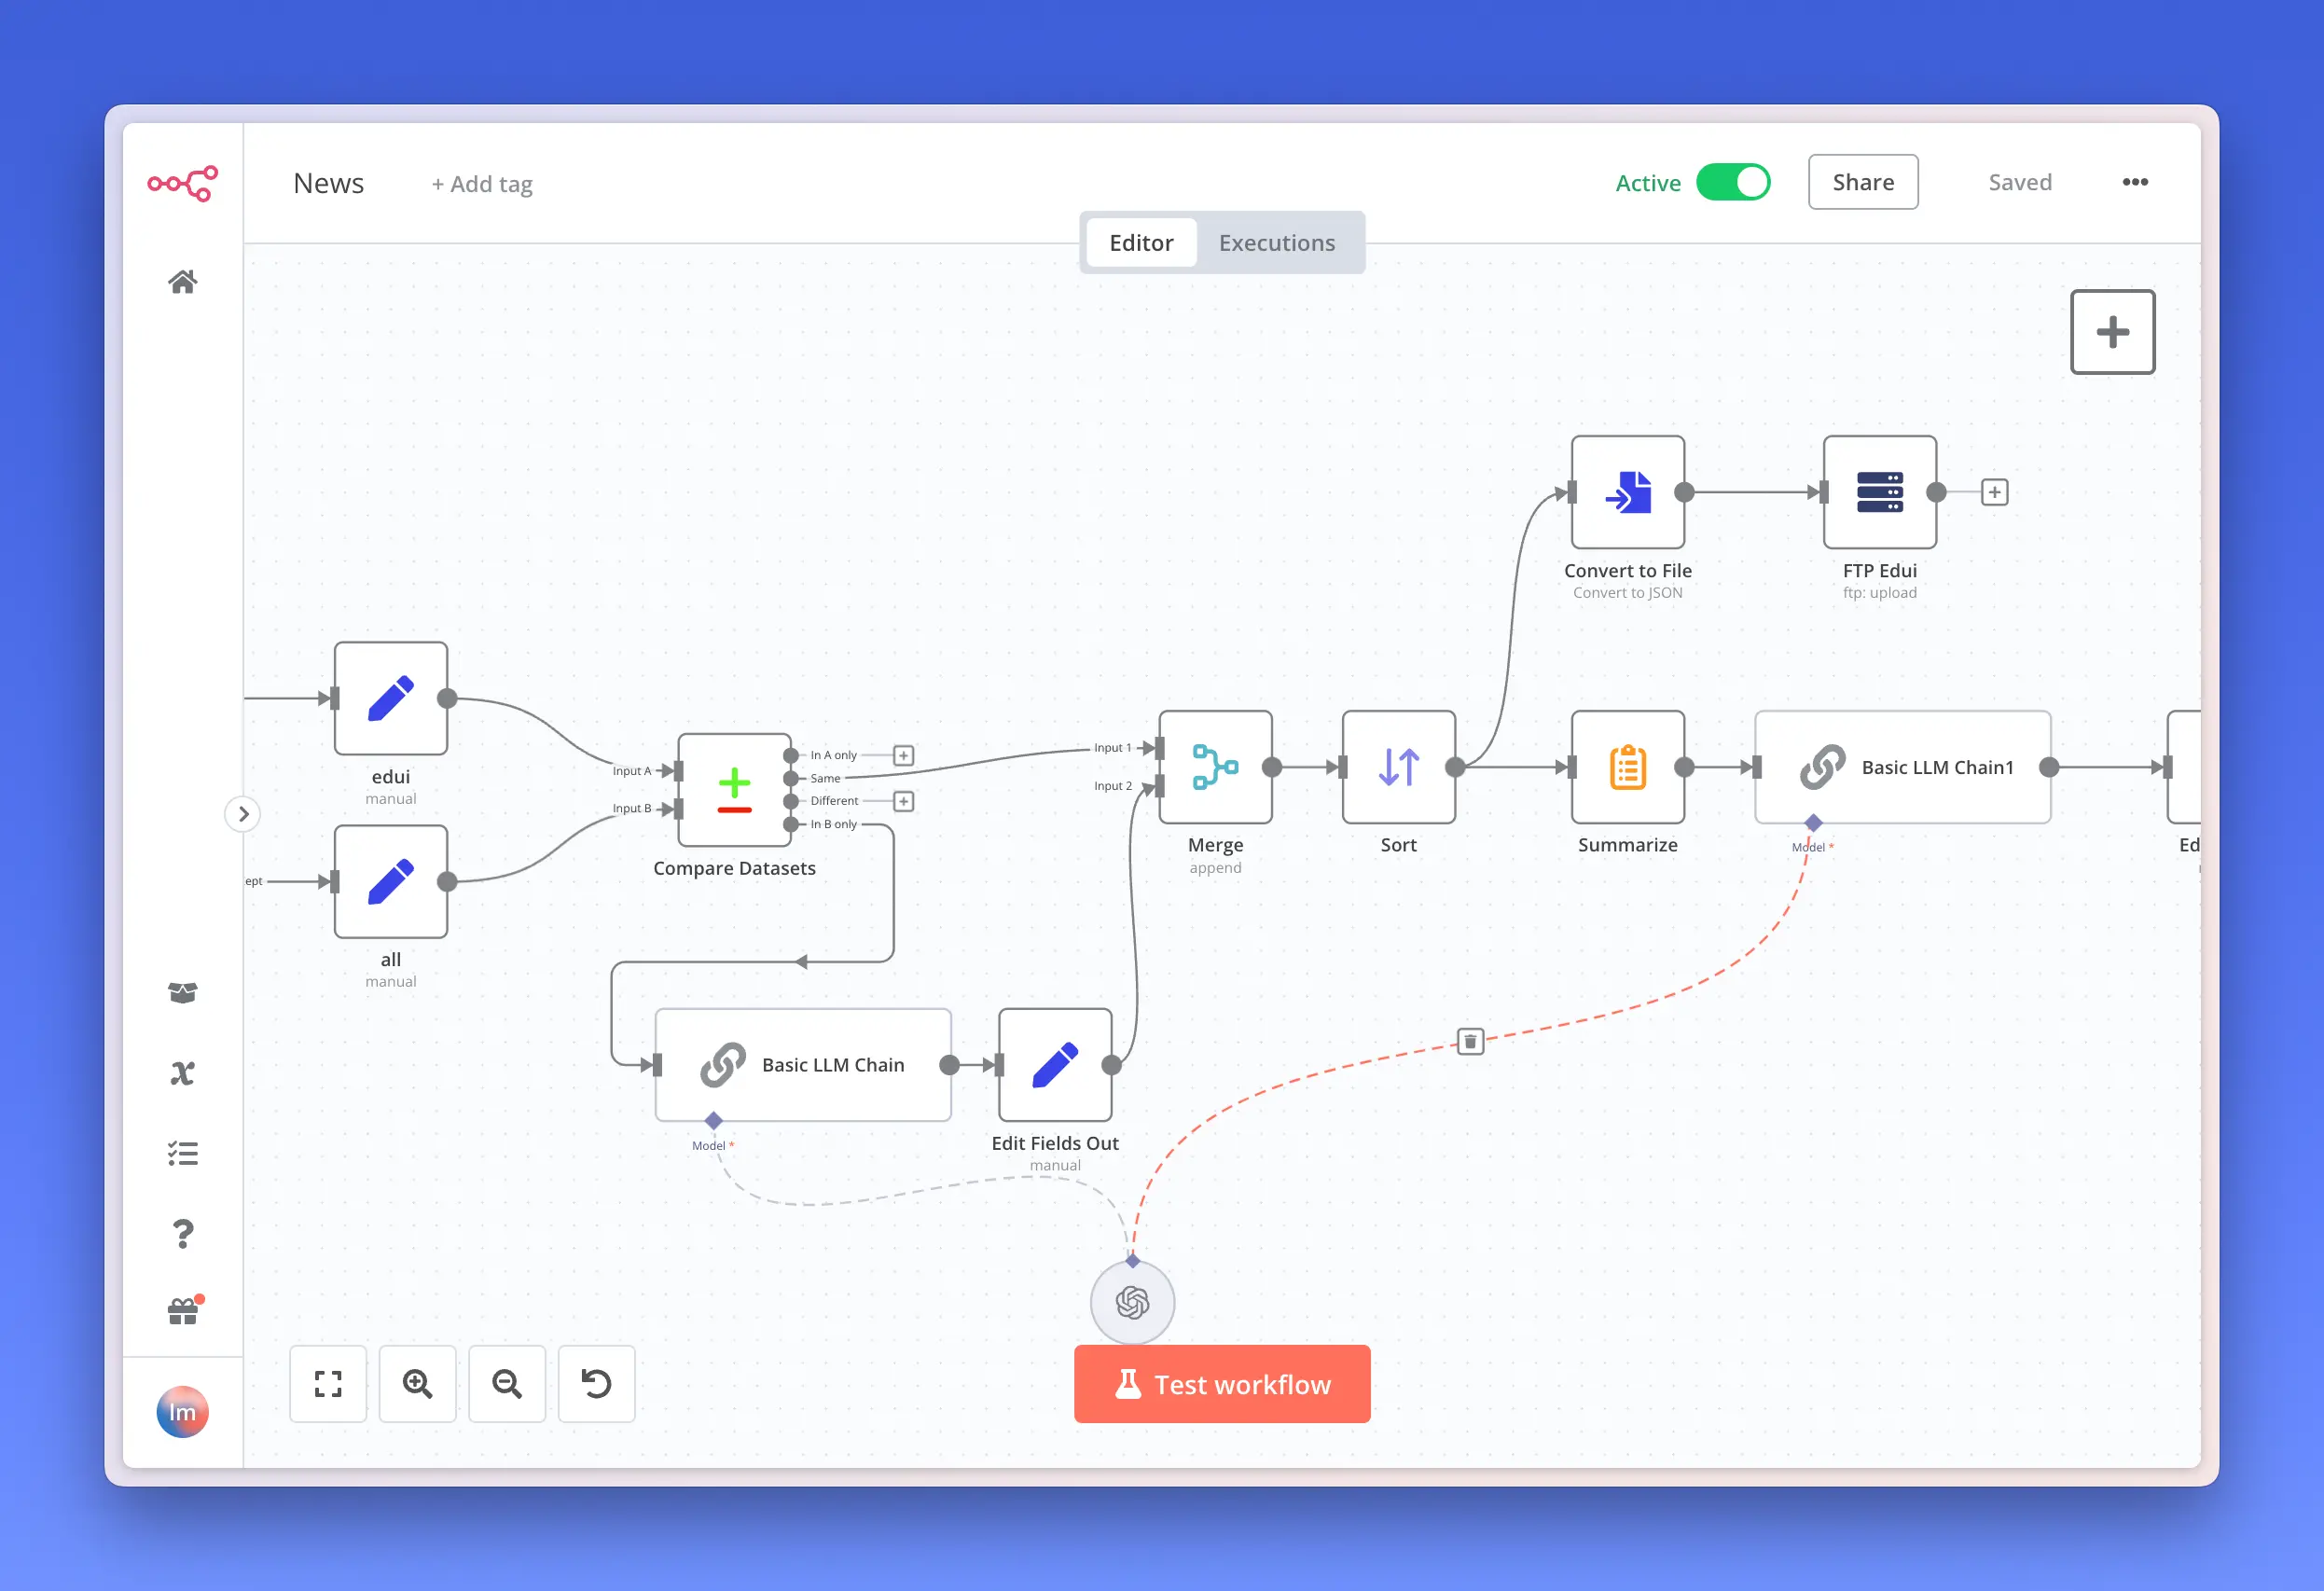 News
+ Add tag
Active
Share
Saved
Editor
Executions
Convert to File
Convert to JSON
FTP Edui
ftp: upload
edui
manual
Input A
Input B
In A only
Same
Different
In B only
Compare Datasets
Input 1
Input 2
Merge
append
Sort
Summarize
Basic LLM Chain1
Model *
Ed
ept
all
manual
Basic LLM Chain
Model *
Edit Fields Out
manual
Test workflow
lm